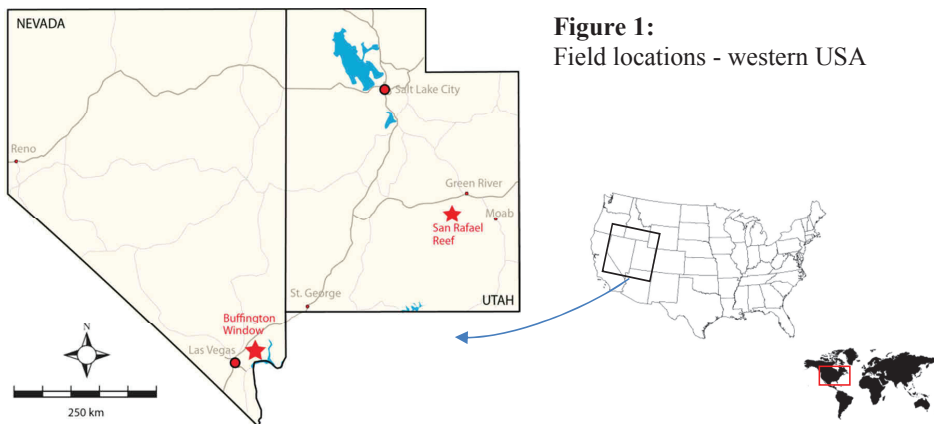 NEVADA
Figure 1:
Field locations - western USA
Salt Lake City
Reno
Green River
Moab
San Rafael
Reef
St. George
UTAH
Buffington
Window
Las Vegas
N
250 km